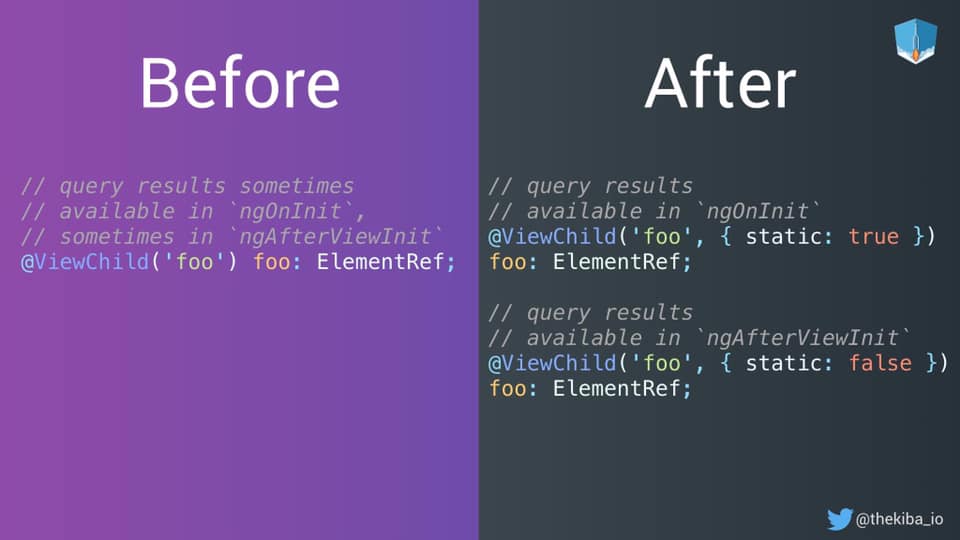 Before
// query results sometimes
// available in `ngOnInit`,
// sometimes in `ngAfterViewInit`
@ViewChild('foo') foo: ElementRef;
After
// query results
// available in `ngOnInit`
@ViewChild('foo', { static: true })
foo: ElementRef;
// query results
// available in `ngAfterViewInit`
@ViewChild('foo', { static: false })
foo: ElementRef;
@thekiba_io